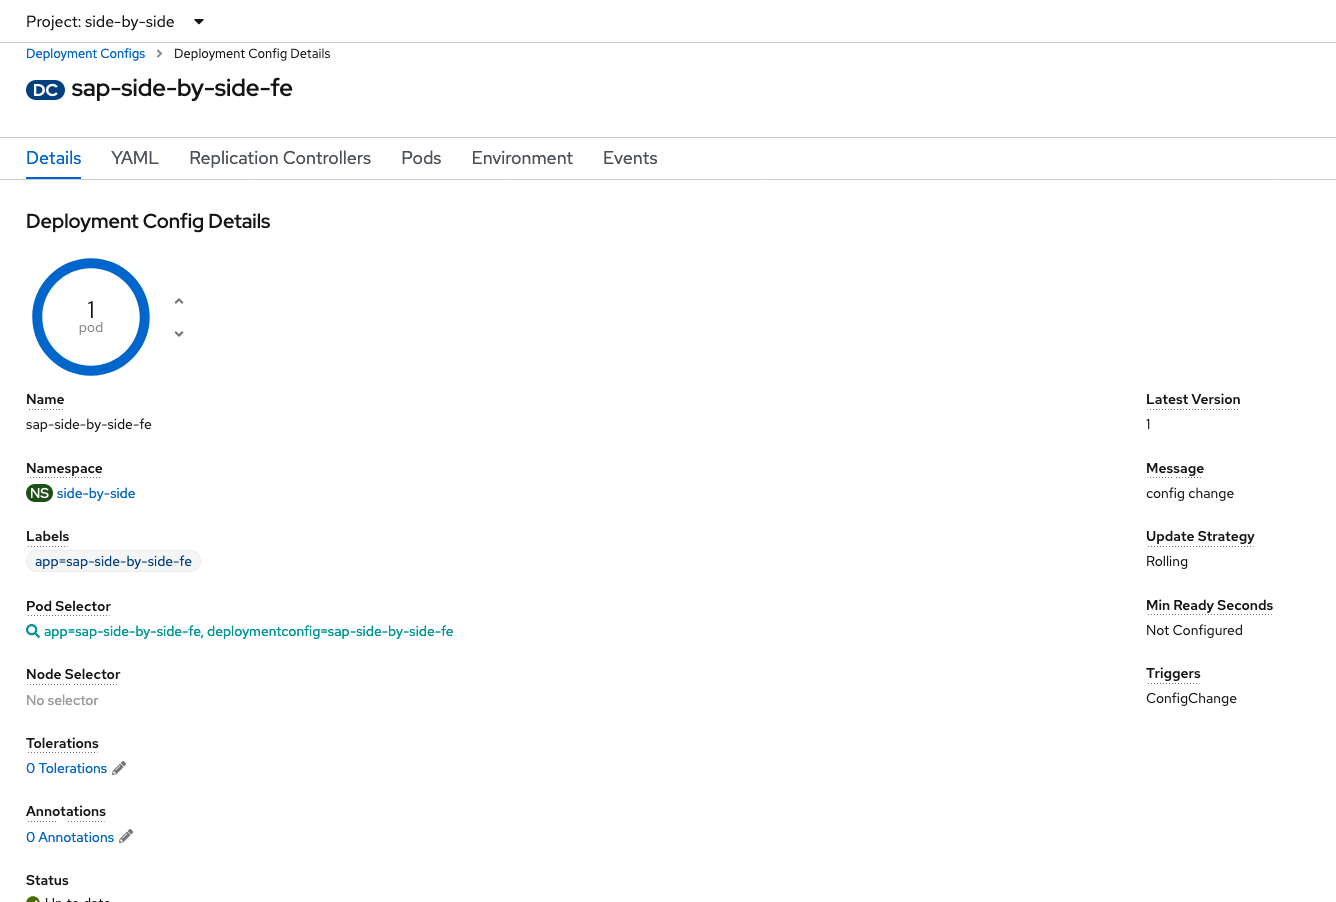 Project: side-by-side
Deployment Configs > Deployment Config Details
DC sap-side-by-side-fe
Details YAML Replication Controllers Pods Environment Events
Deployment Config Details
1
pod
Name
sap-side-by-side-fe
Namespace
NS side-by-side
Labels
app=sap-side-by-side-fe
Pod Selector
app=sap-side-by-side-fe, deploymentconfig=sap-side-by-side-fe
Node Selector
No selector
Tolerations
0 Tolerations
Annotations
0 Annotations
Status
Up to date
Latest Version
1
Message
config change
Update Strategy
Rolling
Min Ready Seconds
Not Configured
Triggers
ConfigChange